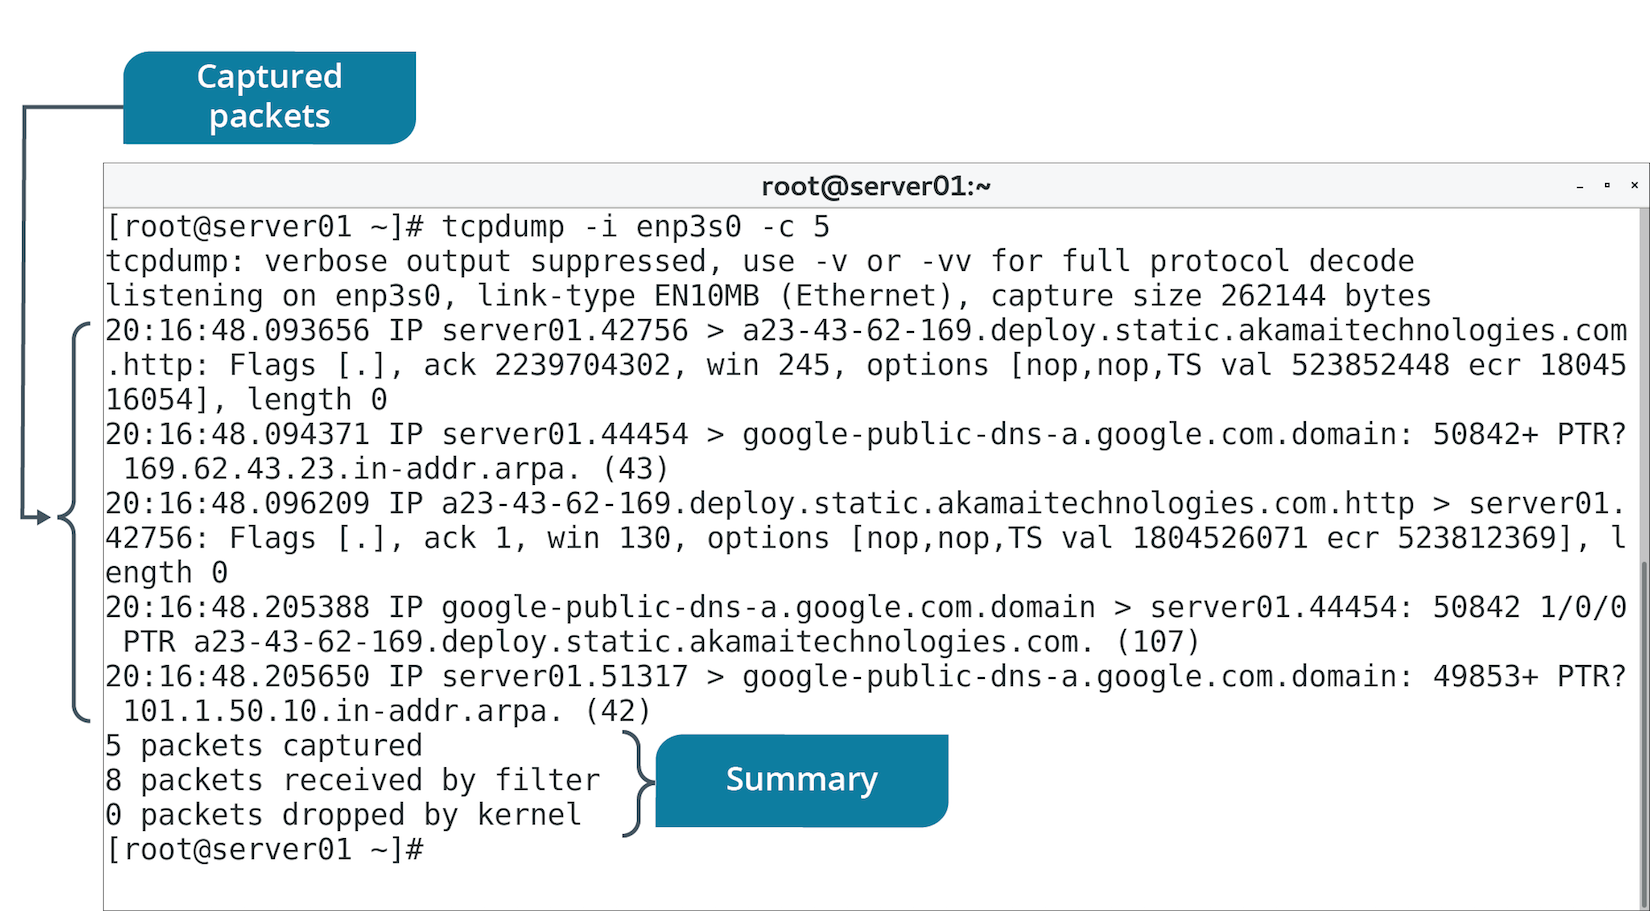 Captured
packets
root@server01:~
[root@server01 ~]# tcpdump -i enp3s0 -c 5
tcpdump: verbose output suppressed, use -v or -vv for full protocol decode
listening on enp3s0, link-type EN10MB (Ethernet), capture size 262144 bytes
20:16:48.093656 IP server01.42756 > a23-43-62-169.deploy.static.akamaitechnologies.com
.http: Flags [.], ack 2239704302, win 245, options [nop,nop,TS val 523852448 ecr 18045
16054], length 0
20:16:48.094371 IP server01.44454 > google-public-dns-a.google.com.domain: 50842+ PTR?
169.62.43.23.in-addr.arpa. (43)
20:16:48.096209 IP a23-43-62-169.deploy.static.akamaitechnologies.com.http > server01.
42756: Flags [.], ack 1, win 130, options [nop,nop,TS val 1804526071 ecr 523812369], l
ength 0
20:16:48.205388 IP google-public-dns-a.google.com.domain > server01.44454: 50842 1/0/0
PTR a23-43-62-169.deploy.static.akamaitechnologies.com. (107)
20:16:48.205650 IP server01.51317 > google-public-dns-a.google.com.domain: 49853+ PTR?
101.1.50.10.in-addr.arpa. (42)
5 packets captured
8 packets received by filter
0 packets dropped by kernel
Summary
[root@server01 ~]#